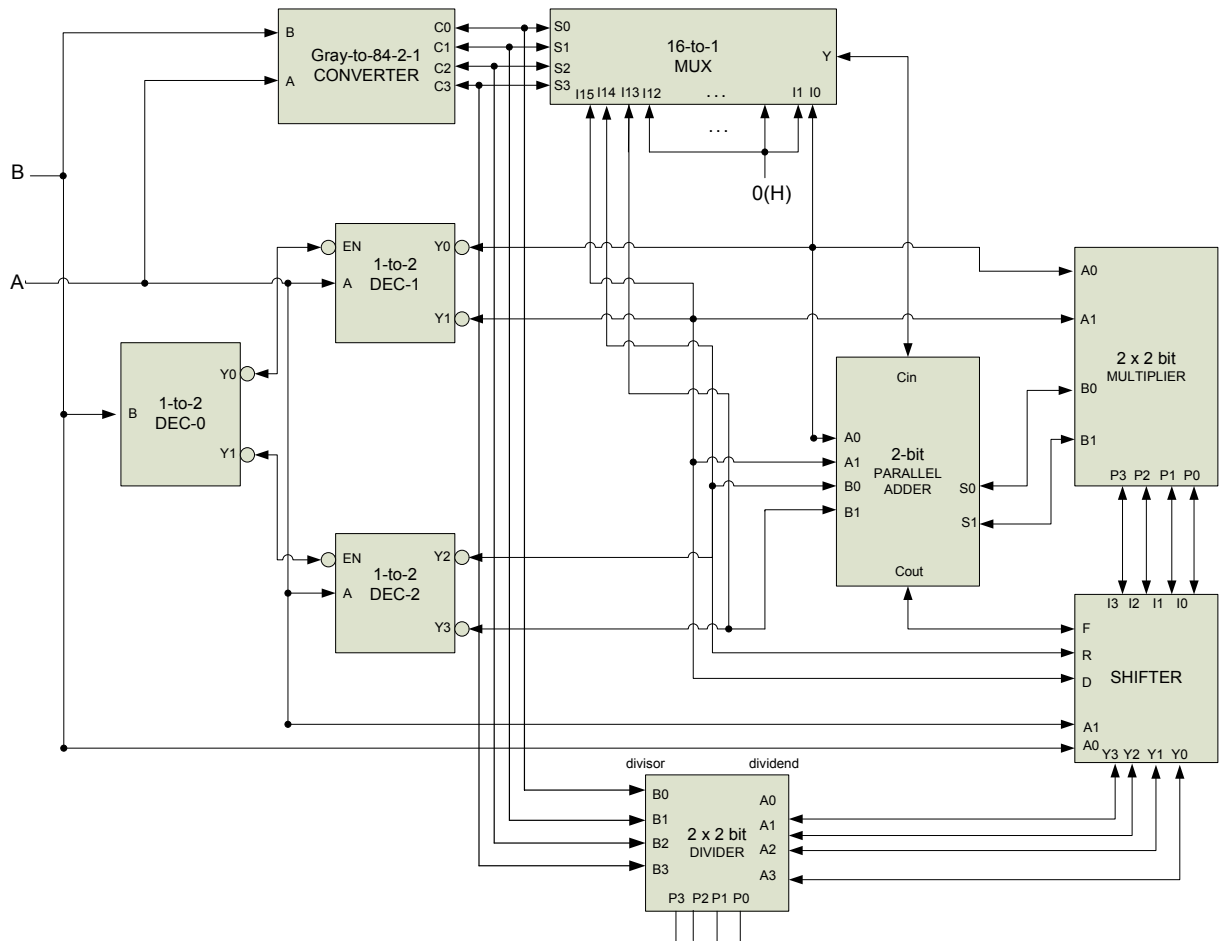 B
A
Gray-to-84-2-1
CONVERTER
C0
C1
C2
C3
S0
S1
S2
S3
16-to-1
MUX
Y
I15 I14 I13 I12 ... I1 I0
...
0(H)
B
A
EN
A
1-to-2
DEC-1
Y0
Y1
B
1-to-2
DEC-0
Y0
Y1
EN
A
1-to-2
DEC-2
Y2
Y3
Cin
A0
A1
B0
B1
2-bit
PARALLEL
ADDER
S0
S1
Cout
A0
A1
B0
B1
2 x 2 bit
MULTIPLIER
P3 P2 P1 P0
I3 I2 I1 I0
F
R
D
A1
A0
SHIFTER
Y3 Y2 Y1 Y0
divisor
dividend
B0
B1
B2
B3
2 x 2 bit
DIVIDER
A0
A1
A2
A3
P3 P2 P1 P0